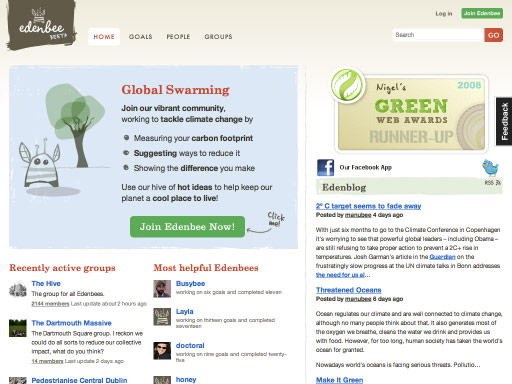 edenbee
BETA
HOME
GOALS
PEOPLE
GROUPS
Log in
Join Edenbee
Search
GO
Global Swarming
Join our vibrant community,
working to tackle climate change by
Measuring your carbon footprint
Suggesting ways to reduce it
Showing the difference you make
Use our hive of hot ideas to help keep our
planet a cool place to live!
Join Edenbee Now!
Click
Me!
Nigel's
2008
GREEN
WEB AWARDS
RUNNER-UP
Feedback
Our Facebook App
RSS
Edenblog
2° C target seems to fade away
Posted by manubee 4 days ago
With just six months to go to the Climate Conference in Copenhagen
it's worrying to see that powerful global leaders – including Obama –
are still refusing to take proper action to prevent a 2C+ rise in
temperatures. Josh Garman's article in the Guardian on the
frustratingly slow progress at the UN climate talks in Bonn addresses
the need for us al...
Threatened Oceans
Posted by manubee 6 days ago
Ocean regulates our climate and are well connected to climate change,
although no many people think about that. It also generates most of
the oxygen we breathe, cleans the water we drink and provides us
with food. However, for too long, human society has taken the world's
ocean for granted.
Nowadays world's oceans is facing serious threats. Pollutio...
Make It Green
Recently active groups
The Hive
The group for all Edenbees.
2144 members Last update about 2 hours ago
The Dartmouth Massive
The Dartmouth Square group. I reckon we
could do all sorts to reduce our collective
impact, what do you think?
14 members Last update 2 days ago
Pedestrianise Central Dublin
Most helpful Edenbees
Busybee
working on six goals and completed eleven
Layla
working on thirteen goals and completed
seventeen
doctoral
working on nine goals and completed twenty-
five
honey